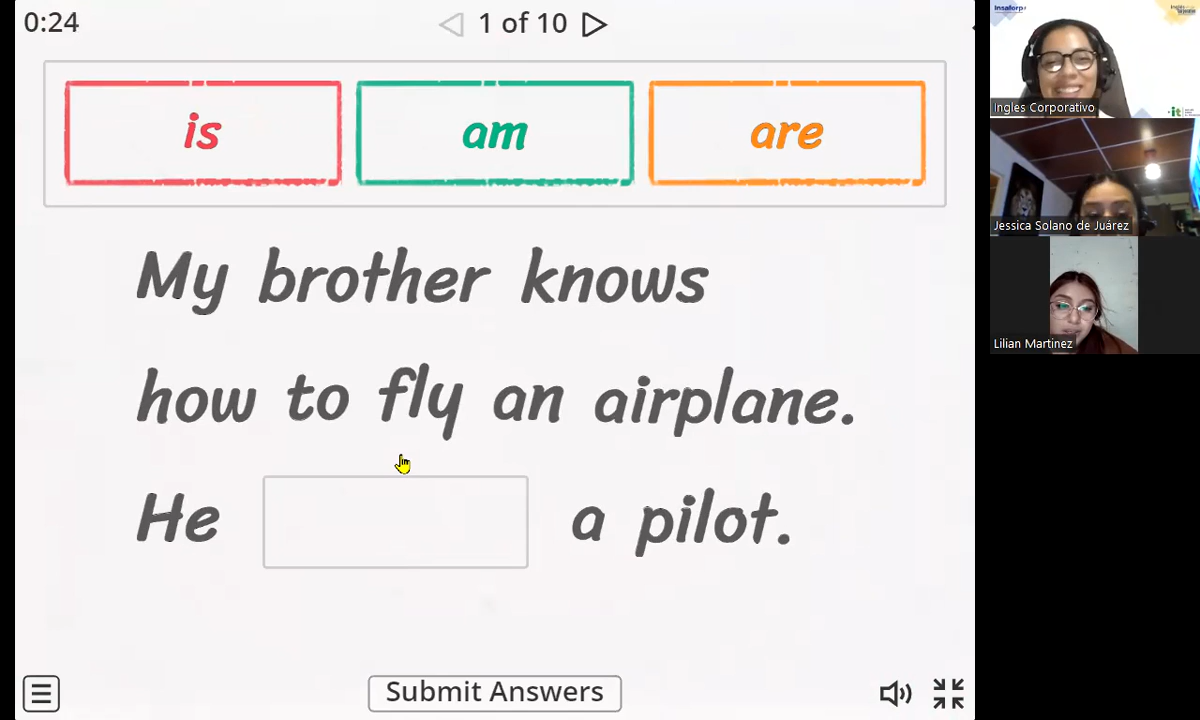 0:24
1 of 10
is
am
are
My brother knows
how to fly an airplane.
He
a pilot.
Submit Answers
Insaforp
Ingles Corporativo
Jessica Solano de Juárez
Lilian Martinez